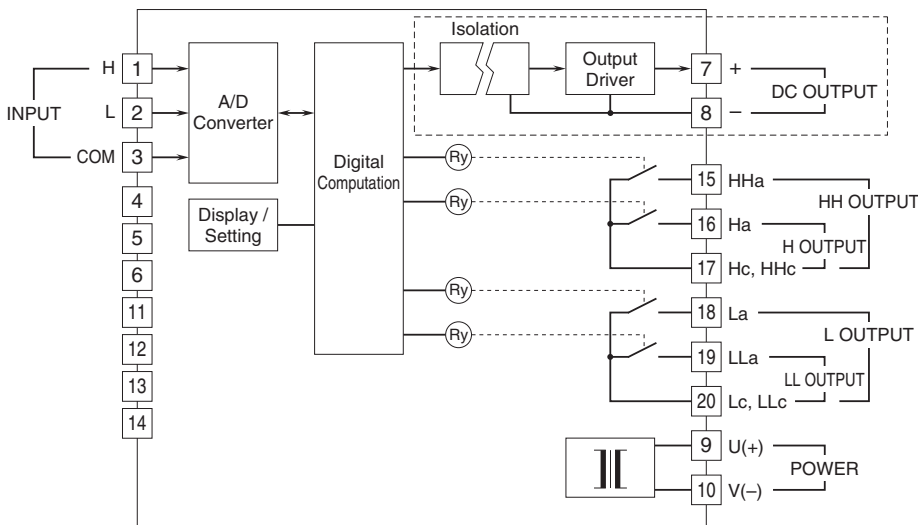 Isolation
H 1
L 2
COM 3
INPUT
4
5
6
11
12
13
14
A/D
Converter
Display /
Setting
Digital
Computation
Output
Driver
7 +
8 –
DC OUTPUT
Ry
Ry
Ry
Ry
15 HHa
16 Ha
17 Hc, HHc
HH OUTPUT
H OUTPUT
18 La
19 LLa
20 Lc, LLc
L OUTPUT
LL OUTPUT
9 U(+)
10 V(–)
POWER